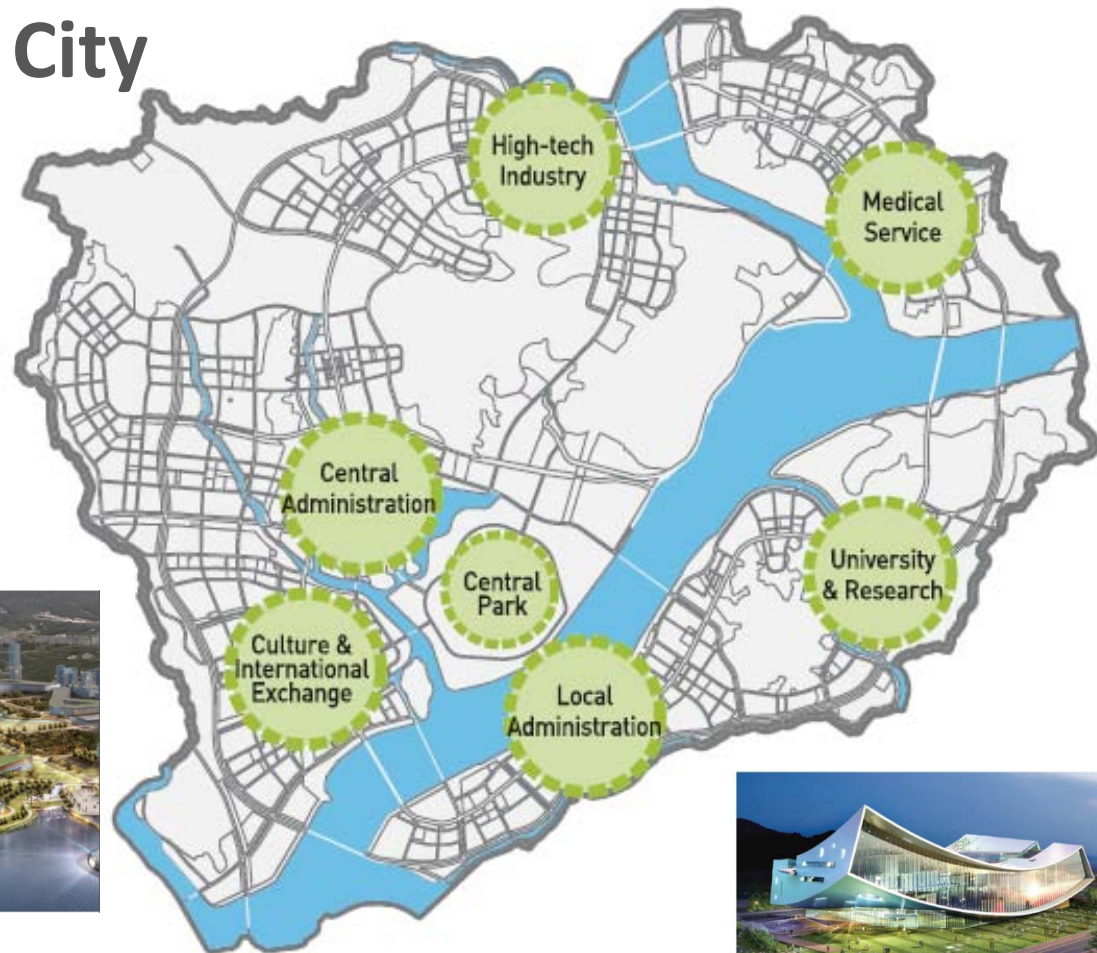 City
High-tech
Industry
Medical
Service
Central
Administration
Central
Park
University
& Research
Culture &
International
Exchange
Local
Administration